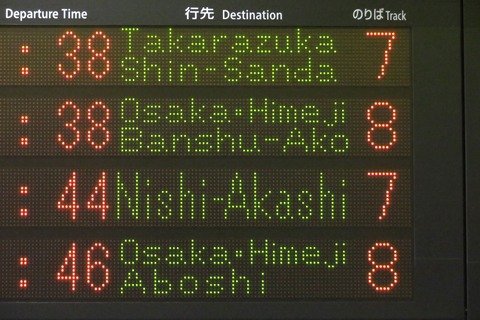 Departure Time 行先 Destination のりば Track
: 38 Takarazuka 7
Shin-Sanda
: 38 Osaka・Himeji 8
Banshu-Ako
: 44 Nishi-Akashi 7
: 46 Osaka・Himeji 8
Aboshi